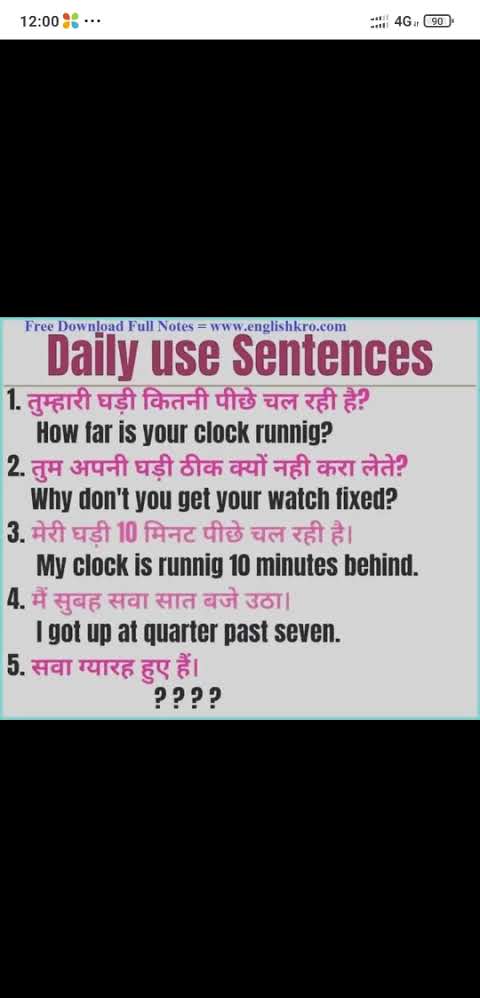 12:00 ... 4G 90
Free Download Full Notes = www.englishkro.com
Daily use Sentences
1. तुम्हारी घड़ी कितनी पीछे चल रही है?
How far is your clock runnig?
2. तुम अपनी घड़ी ठीक क्यों नही करा लेते?
Why don't you get your watch fixed?
3. मेरी घड़ी 10 मिनट पीछे चल रही है।
My clock is runnig 10 minutes behind.
4. मैं सुबह सवा सात बजे उठा।
I got up at quarter past seven.
5. सवा ग्यारह हुए हैं।
? ? ? ?